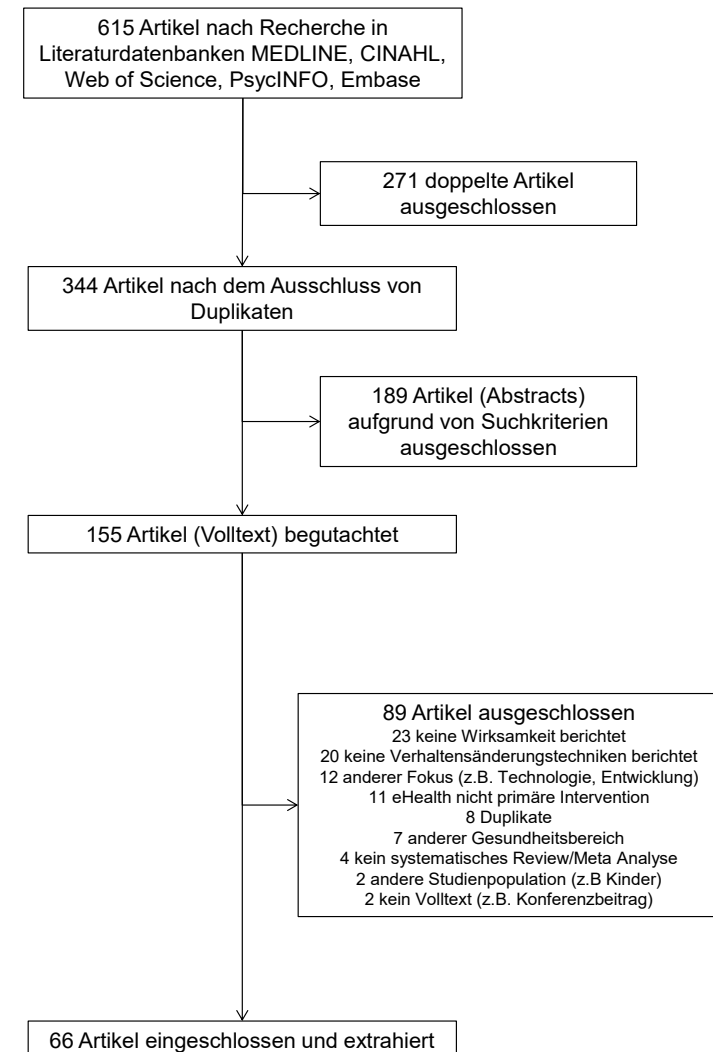 615 Artikel nach Recherche in
Literaturdatenbanken MEDLINE, CINAHL,
Web of Science, PsycINFO, Embase
271 doppelte Artikel
ausgeschlossen
344 Artikel nach dem Ausschluss von
Duplikaten
189 Artikel (Abstracts)
aufgrund von Suchkriterien
ausgeschlossen
155 Artikel (Volltext) begutachtet
89 Artikel ausgeschlossen
23 keine Wirksamkeit berichtet
20 keine Verhaltensänderungstechniken berichtet
12 anderer Fokus (z.B. Technologie, Entwicklung)
11 eHealth nicht primäre Intervention
8 Duplikate
7 anderer Gesundheitsbereich
4 kein systematisches Review/Meta Analyse
2 andere Studienpopulation (z.B Kinder)
2 kein Volltext (z.B. Konferenzbeitrag)
66 Artikel eingeschlossen und extrahiert